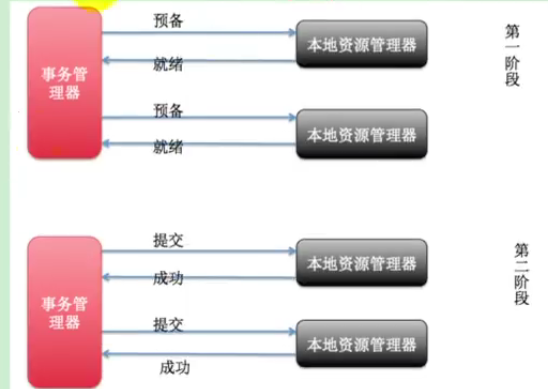 预备
事务管
理器
本地资源管理器
就绪
第一阶段
预备
本地资源管理器
就绪
提交
事务管
理器
本地资源管理器
成功
第二阶段
提交
本地资源管理器
成功